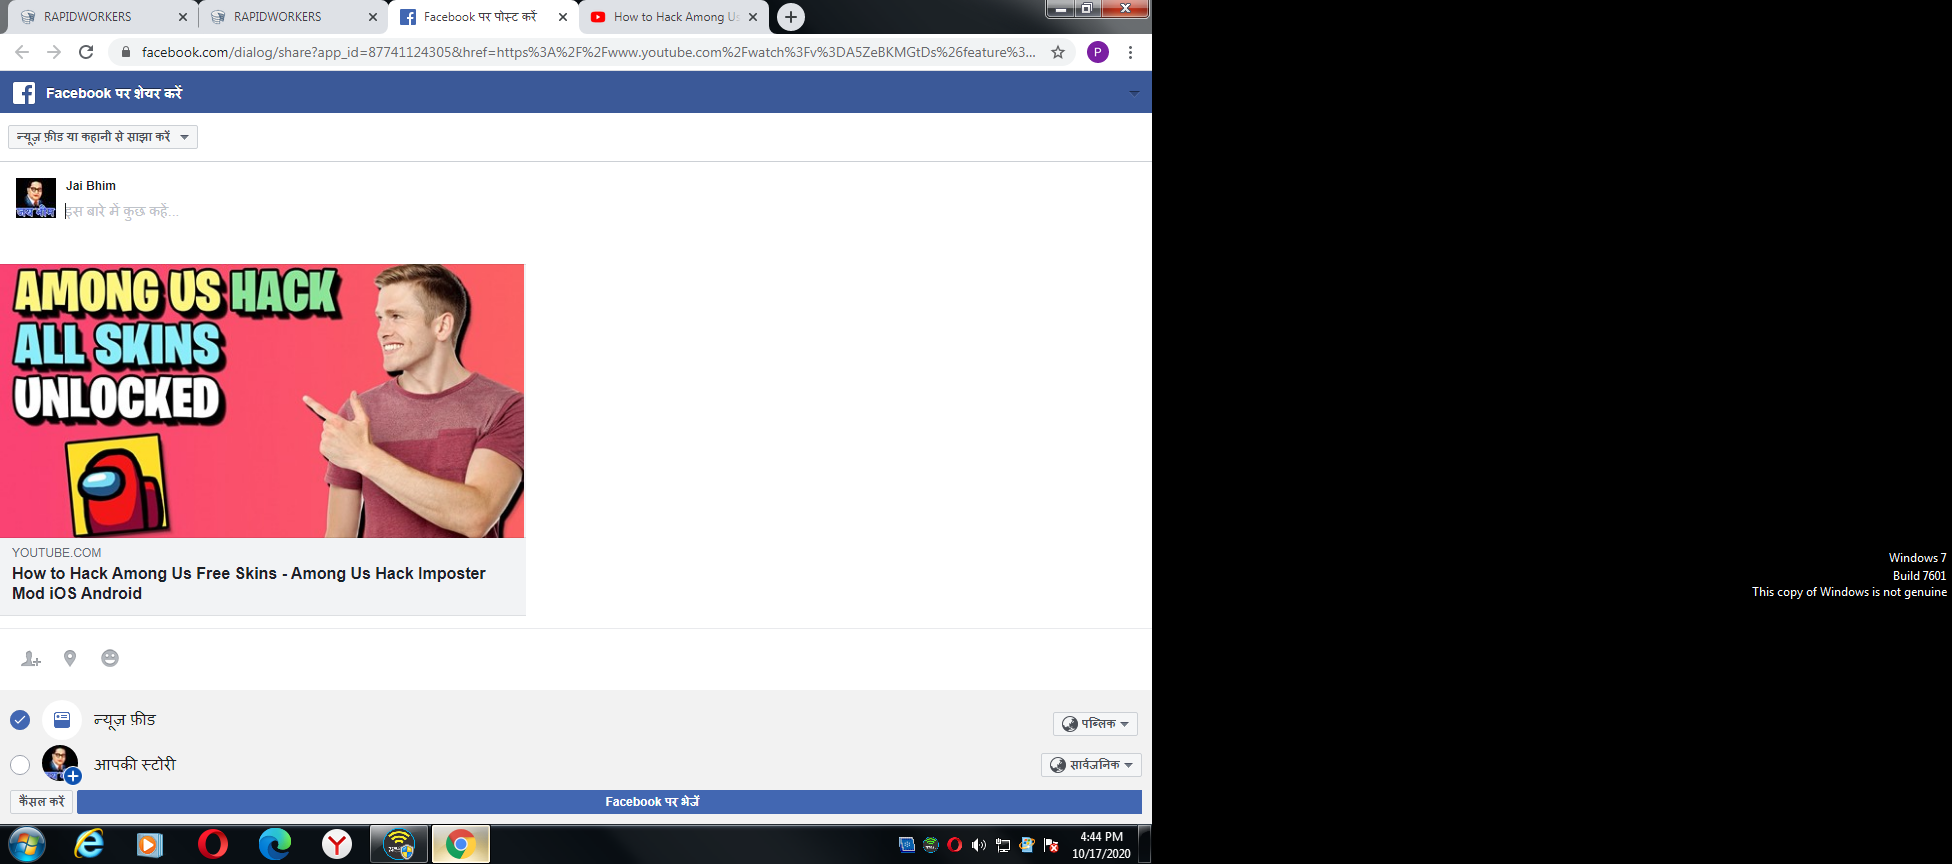 RAPIDWORKERS
RAPIDWORKERS
Facebook पर पोस्ट करें
How to Hack Among Us
facebook.com/dialog/share?app_id=87741124305&href=https%3A%2F%2Fwww.youtube.com%2Fwatch%3Fv%3DA5ZeBKMGtDs%26feature%3...
P
Facebook पर शेयर करें
न्यूज़ फ़ीड या कहानी से साझा करें
Jai Bhim
जय भीम
इस बारे में कुछ कहें...
AMONG US HACK
ALL SKINS
UNLOCKED
YOUTUBE.COM
How to Hack Among Us Free Skins - Among Us Hack Imposter
Mod iOS Android
न्यूज़ फ़ीड
पब्लिक
आपकी स्टोरी
सार्वजनिक
कैंसल करें
Facebook पर भेजें
Windows 7
Build 7601
This copy of Windows is not genuine
4:44 PM
10/17/2020